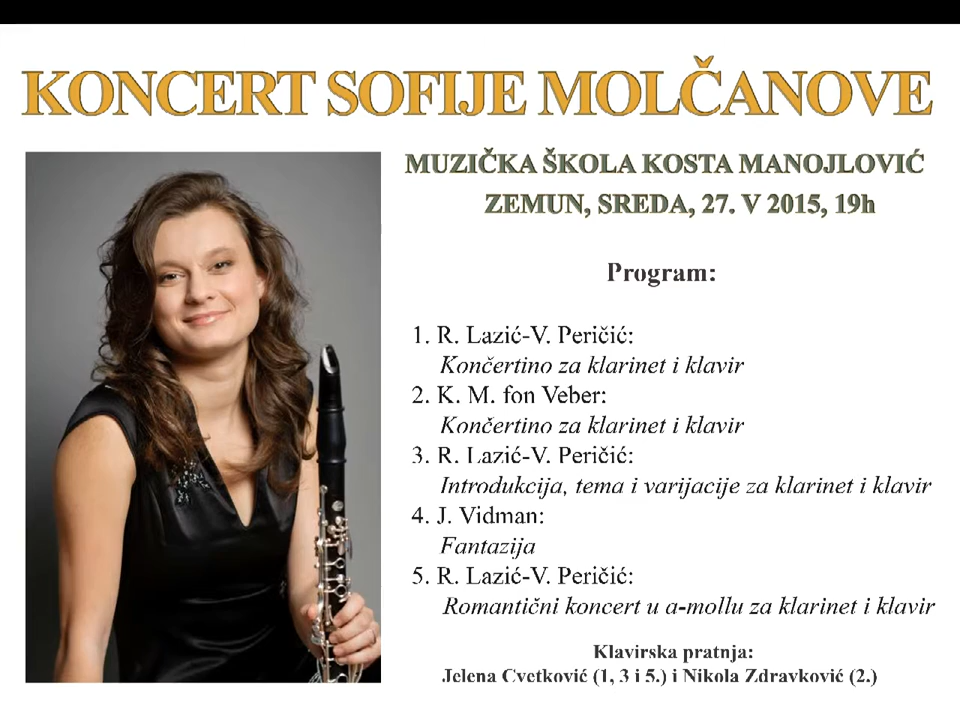 KONCERT SOFIJE MOLČANOVE
MUZIČKA ŠKOLA KOSTA MANOJLOVIĆ
ZEMUN, SREDA, 27. V 2015, 19h
Program:
1. R. Lazić-V. Peričić:
Končertino za klarinet i klavir
2. K. M. fon Veber:
Končertino za klarinet i klavir
3. R. Lazić-V. Peričić:
Introdukcija, tema i varijacije za klarinet i klavir
4. J. Vidman:
Fantazija
5. R. Lazić-V. Peričić:
Romantični koncert u a-mollu za klarinet i klavir
Klavirska pratnja:
Jelena Cvetković (1, 3 i 5.) i Nikola Zdravković (2.)